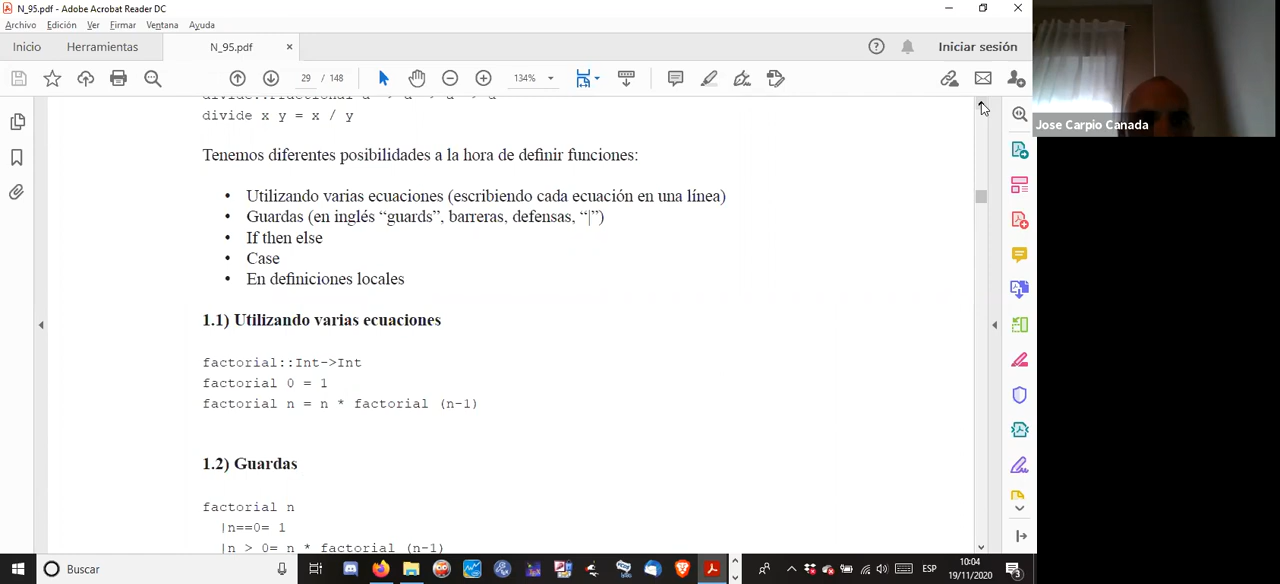 N_95.pdf - Adobe Acrobat Reader DC
Archivo Edición Ver Firmar Ventana Ayuda
Inicio Herramientas N_95.pdf × Iniciar sesión
29 / 148 134%
divide x y = x / y
Tenemos diferentes posibilidades a la hora de definir funciones:
• Utilizando varias ecuaciones (escribiendo cada ecuación en una línea)
• Guardas (en inglés “guards”, barreras, defensas, “|”)
• If then else
• Case
• En definiciones locales
1.1) Utilizando varias ecuaciones
factorial::Int->Int
factorial 0 = 1
factorial n = n * factorial (n-1)
1.2) Guardas
factorial n
|n==0= 1
|n > 0= n * factorial (n-1)
Jose Carpio Canada
Buscar
ESP
10:04
19/11/2020
3